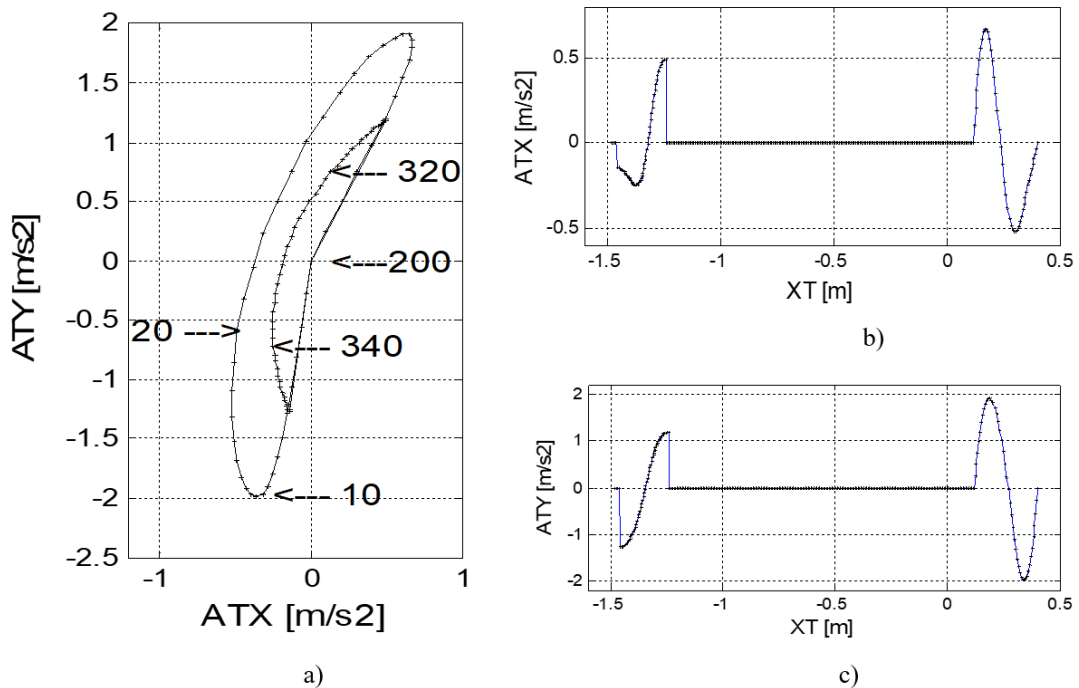 2
1.5
1
0.5
0
-0.5
-1
-1.5
-2
-2.5
ATY [m/s2]
<--- 320
<---200
20 --->
<--- 340
<--- 10
-1 0 1
ATX [m/s2]
a)
0.5
0
-0.5
ATX [m/s2]
-1.5 -1 -0.5 0 0.5
XT [m]
b)
2
1
0
-1
-2
ATY [m/s2]
-1.5 -1 -0.5 0 0.5
XT [m]
c)